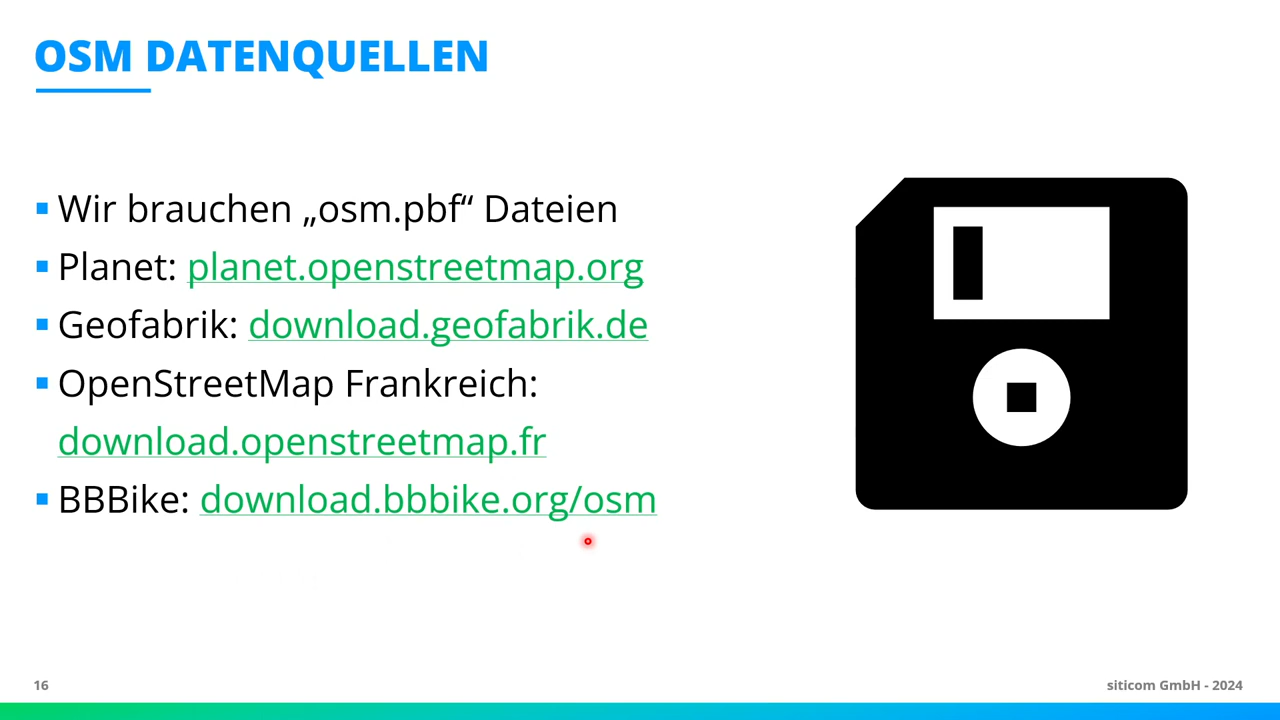 OSM DATENQUELLEN
Wir brauchen „osm.pbf“ Dateien
Planet: planet.openstreetmap.org
Geofabrik: download.geofabrik.de
OpenStreetMap Frankreich:
download.openstreetmap.fr
BBBike: download.bbbike.org/osm
16
siticom GmbH - 2024